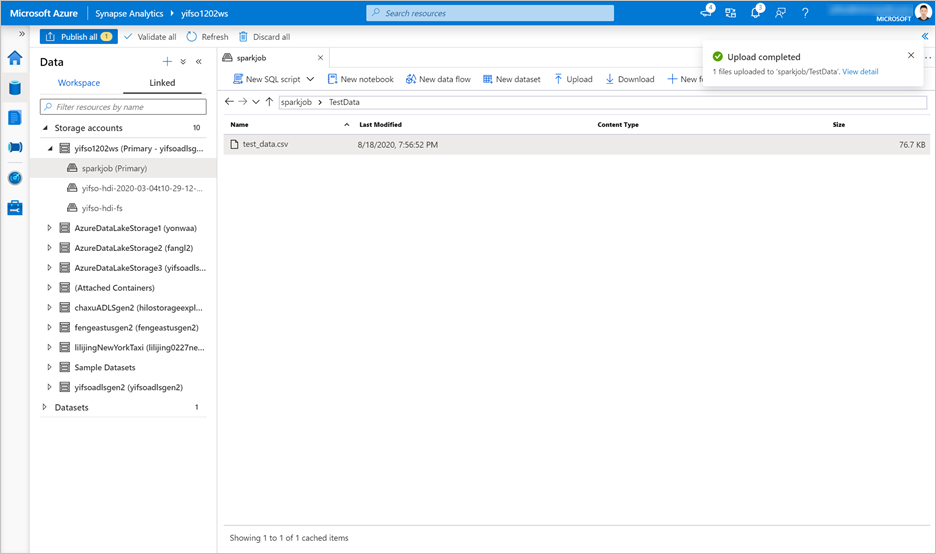 Microsoft Azure Synapse Analytics yifso1202ws
Search resources
4
3
?
MICROSOFT
Publish all 1 Validate all Refresh Discard all
Data
Workspace Linked
Filter resources by name
Storage accounts 10
yifso1202ws (Primary - yifsoadlsg...
sparkjob (Primary)
yifso-hdi-2020-03-04t10-29-12-...
yifso-hdi-fs
AzureDataLakeStorage1 (yonwaa)
AzureDataLakeStorage2 (fangl2)
AzureDataLakeStorage3 (yifsoadls...
(Attached Containers)
chaxuADLSgen2 (hilostorageexpl...
fengeastusgen2 (fengeastusgen2)
lilijingNewYorkTaxi (lilijing0227ne...
Sample Datasets
yifsoadlsgen2 (yifsoadlsgen2)
Datasets 1
sparkjob
New SQL script New notebook New data flow New dataset Upload Download New f
sparkjob TestData
Name Last Modified Content Type Size
test_data.csv 8/18/2020, 7:56:52 PM 76.7 KB
Showing 1 to 1 of 1 cached items
Upload completed
1 files uploaded to 'sparkjob/TestData'. View detail